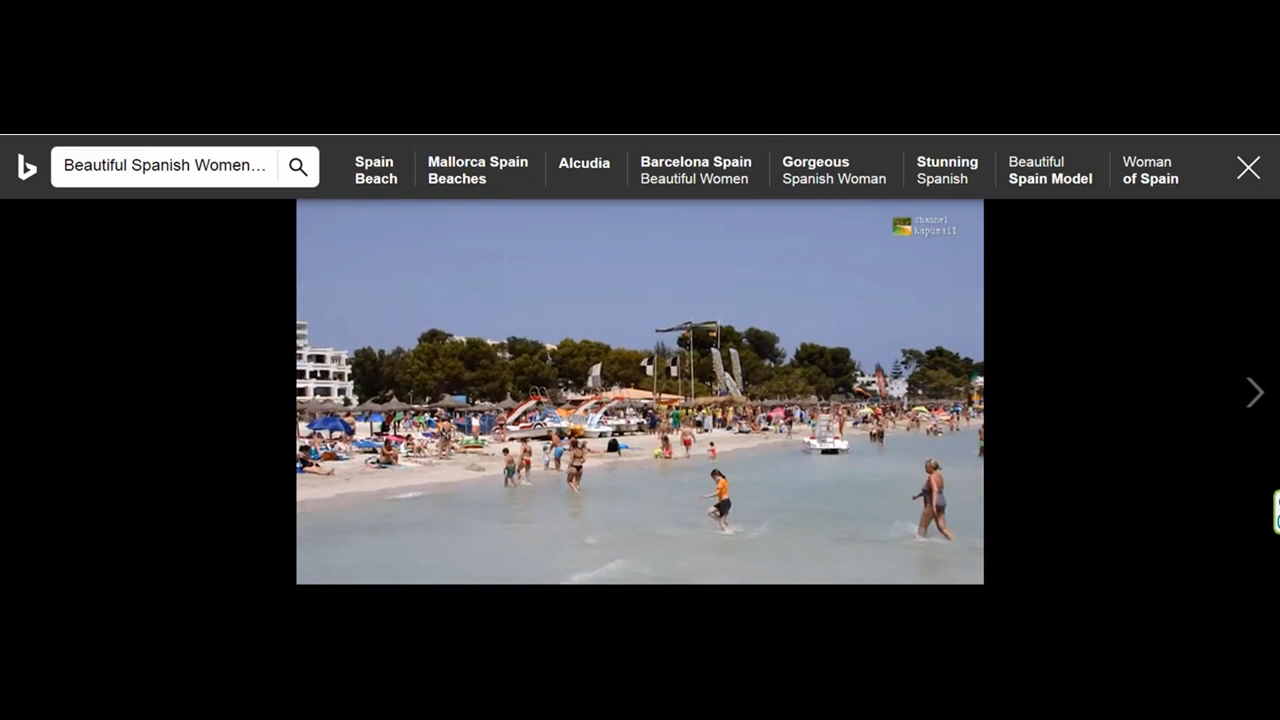 Beautiful Spanish Women...
Spain
Beach
Mallorca Spain
Beaches
Alcudia
Barcelona Spain
Beautiful Women
Gorgeous
Spanish Woman
Stunning
Spanish
Beautiful
Spain Model
Woman
of Spain
channel
kapumail